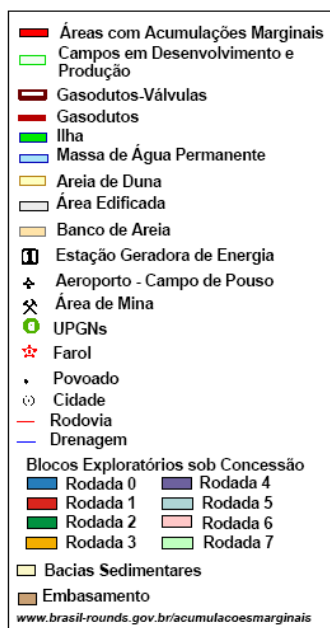 Áreas com Acumulações Marginais
Campos em Desenvolvimento e
Produção
Gasodutos-Válvulas
Gasodutos
Ilha
Massa de Água Permanente
Areia de Duna
Área Edificada
Banco de Areia
Estação Geradora de Energia
Aeroporto - Campo de Pouso
Área de Mina
UPGNs
Farol
Povoado
Cidade
Rodovia
Drenagem
Blocos Exploratórios sob Concessão
Rodada 0 Rodada 4
Rodada 1 Rodada 5
Rodada 2 Rodada 6
Rodada 3 Rodada 7
Bacias Sedimentares
Embasamento
www.brasil-rounds.gov.br/acumulacoesmarginais